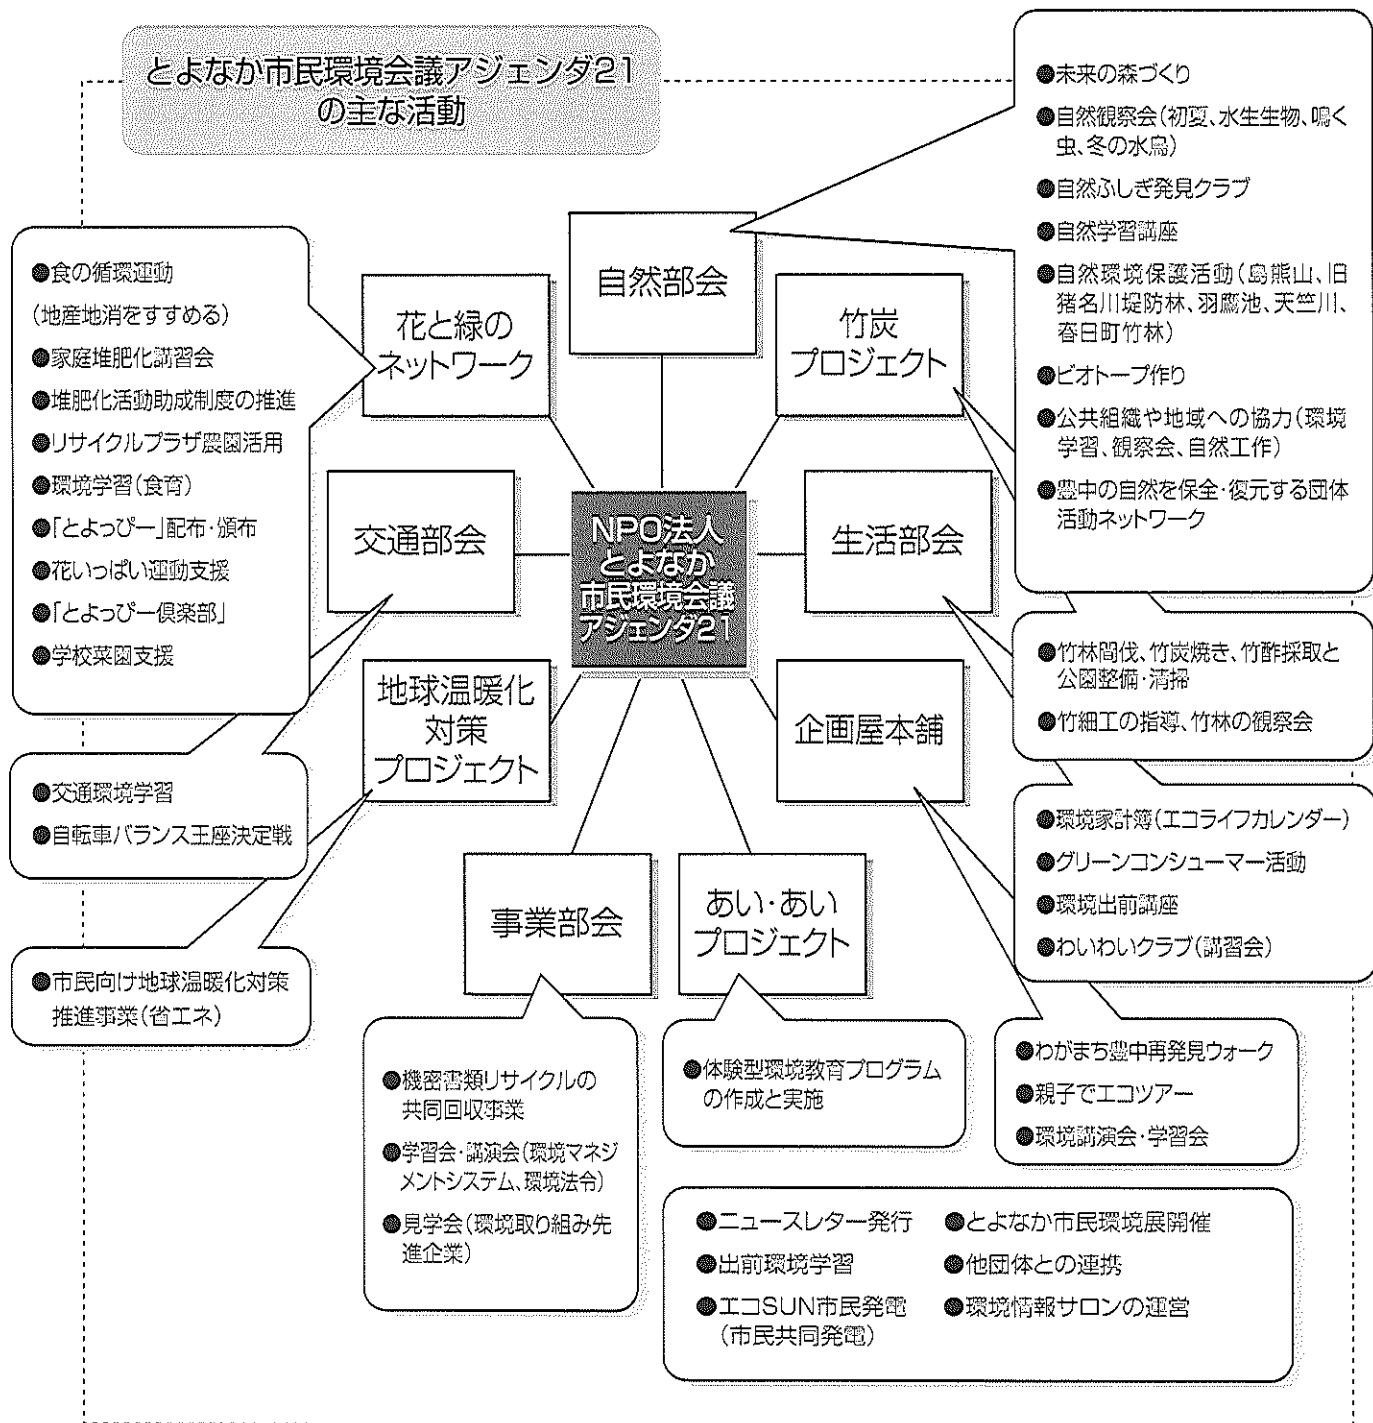 とよなか市民環境会議アジェンダ21
の主な活動
自然部会
●未来の森づくり
●自然観察会(初夏、水生生物、鳴く
虫、冬の水鳥)
●自然ふしぎ発見クラブ
●自然学習講座
●自然環境保護活動(島熊山、旧
猪名川堤防林、羽鷹池、天竺川、
春日町竹林)
●ビオトープ作り
●公共組織や地域への協力(環境
学習、観察会、自然工作)
●豊中の自然を保全・復元する団体
活動ネットワーク
花と緑の
ネットワーク
●食の循環運動
(地産地消をすすめる)
●家庭堆肥化講習会
●堆肥化活動助成制度の推進
●リサイクルプラザ農園活用
●環境学習(食育)
●「とよっぴー」配布・頒布
●花いっぱい運動支援
●「とよっぴー倶楽部」
●学校菜園支援
竹炭
プロジェクト
●竹林間伐、竹炭焼き、竹酢採取と
公園整備・清掃
●竹細工の指導、竹林の観察会
交通部会
●交通環境学習
●自転車バランス王座決定戦
NPO法人
とよなか
市民環境会議
アジェンダ21
生活部会
●環境家計簿(エコライフカレンダー)
●グリーンコンシューマー活動
●環境出前講座
●わいわいクラブ(講習会)
地球温暖化
対策
プロジェクト
●市民向け地球温暖化対策
推進事業(省エネ)
企画屋本舗
●わがまち豊中再発見ウォーク
●親子でエコツアー
●環境講演会・学習会
事業部会
●機密書類リサイクルの
共同回収事業
●学習会・講演会(環境マネジ
メントシステム、環境法令)
●見学会(環境取り組み先
進企業)
あい・あい
プロジェクト
●体験型環境教育プログラム
の作成と実施
●ニュースレター発行
●出前環境学習
●エコSUN市民発電
(市民共同発電)
●とよなか市民環境展開催
●他団体との連携
●環境情報サロンの運営